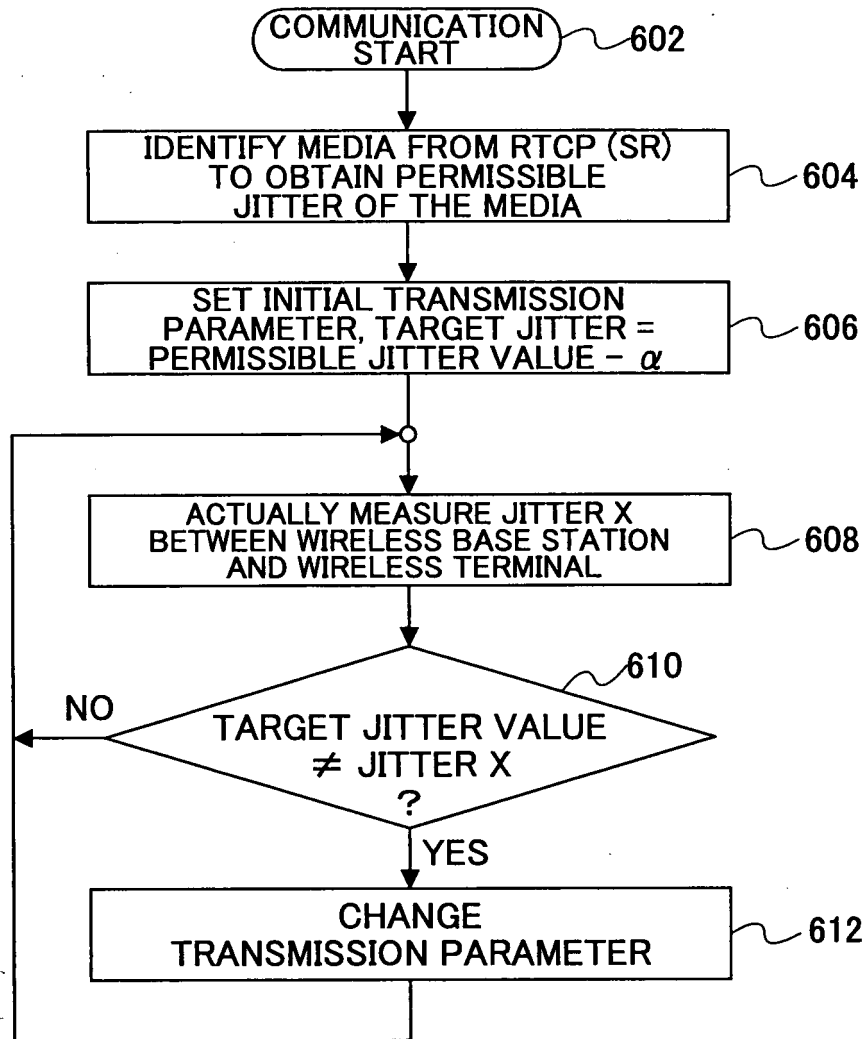 COMMUNICATION
START
602
IDENTIFY MEDIA FROM RTCP (SR)
TO OBTAIN PERMISSIBLE
JITTER OF THE MEDIA
604
SET INITIAL TRANSMISSION
PARAMETER, TARGET JITTER =
PERMISSIBLE JITTER VALUE − α
606
ACTUALLY MEASURE JITTER X
BETWEEN WIRELESS BASE STATION
AND WIRELESS TERMINAL
608
610
NO
TARGET JITTER VALUE
≠ JITTER X
?
YES
CHANGE
TRANSMISSION PARAMETER
612